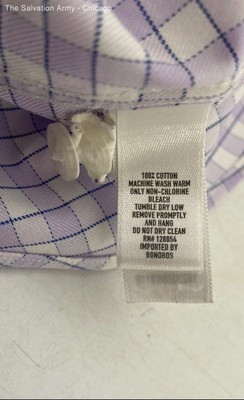 The Salvation Army - Chicago
100% COTTON
MACHINE WASH WARM
ONLY NON-CHLORINE
BLEACH
TUMBLE DRY LOW
REMOVE PROMPTLY
AND HANG
DO NOT DRY CLEAN
RN# 128054
IMPORTED BY
BONOBOS